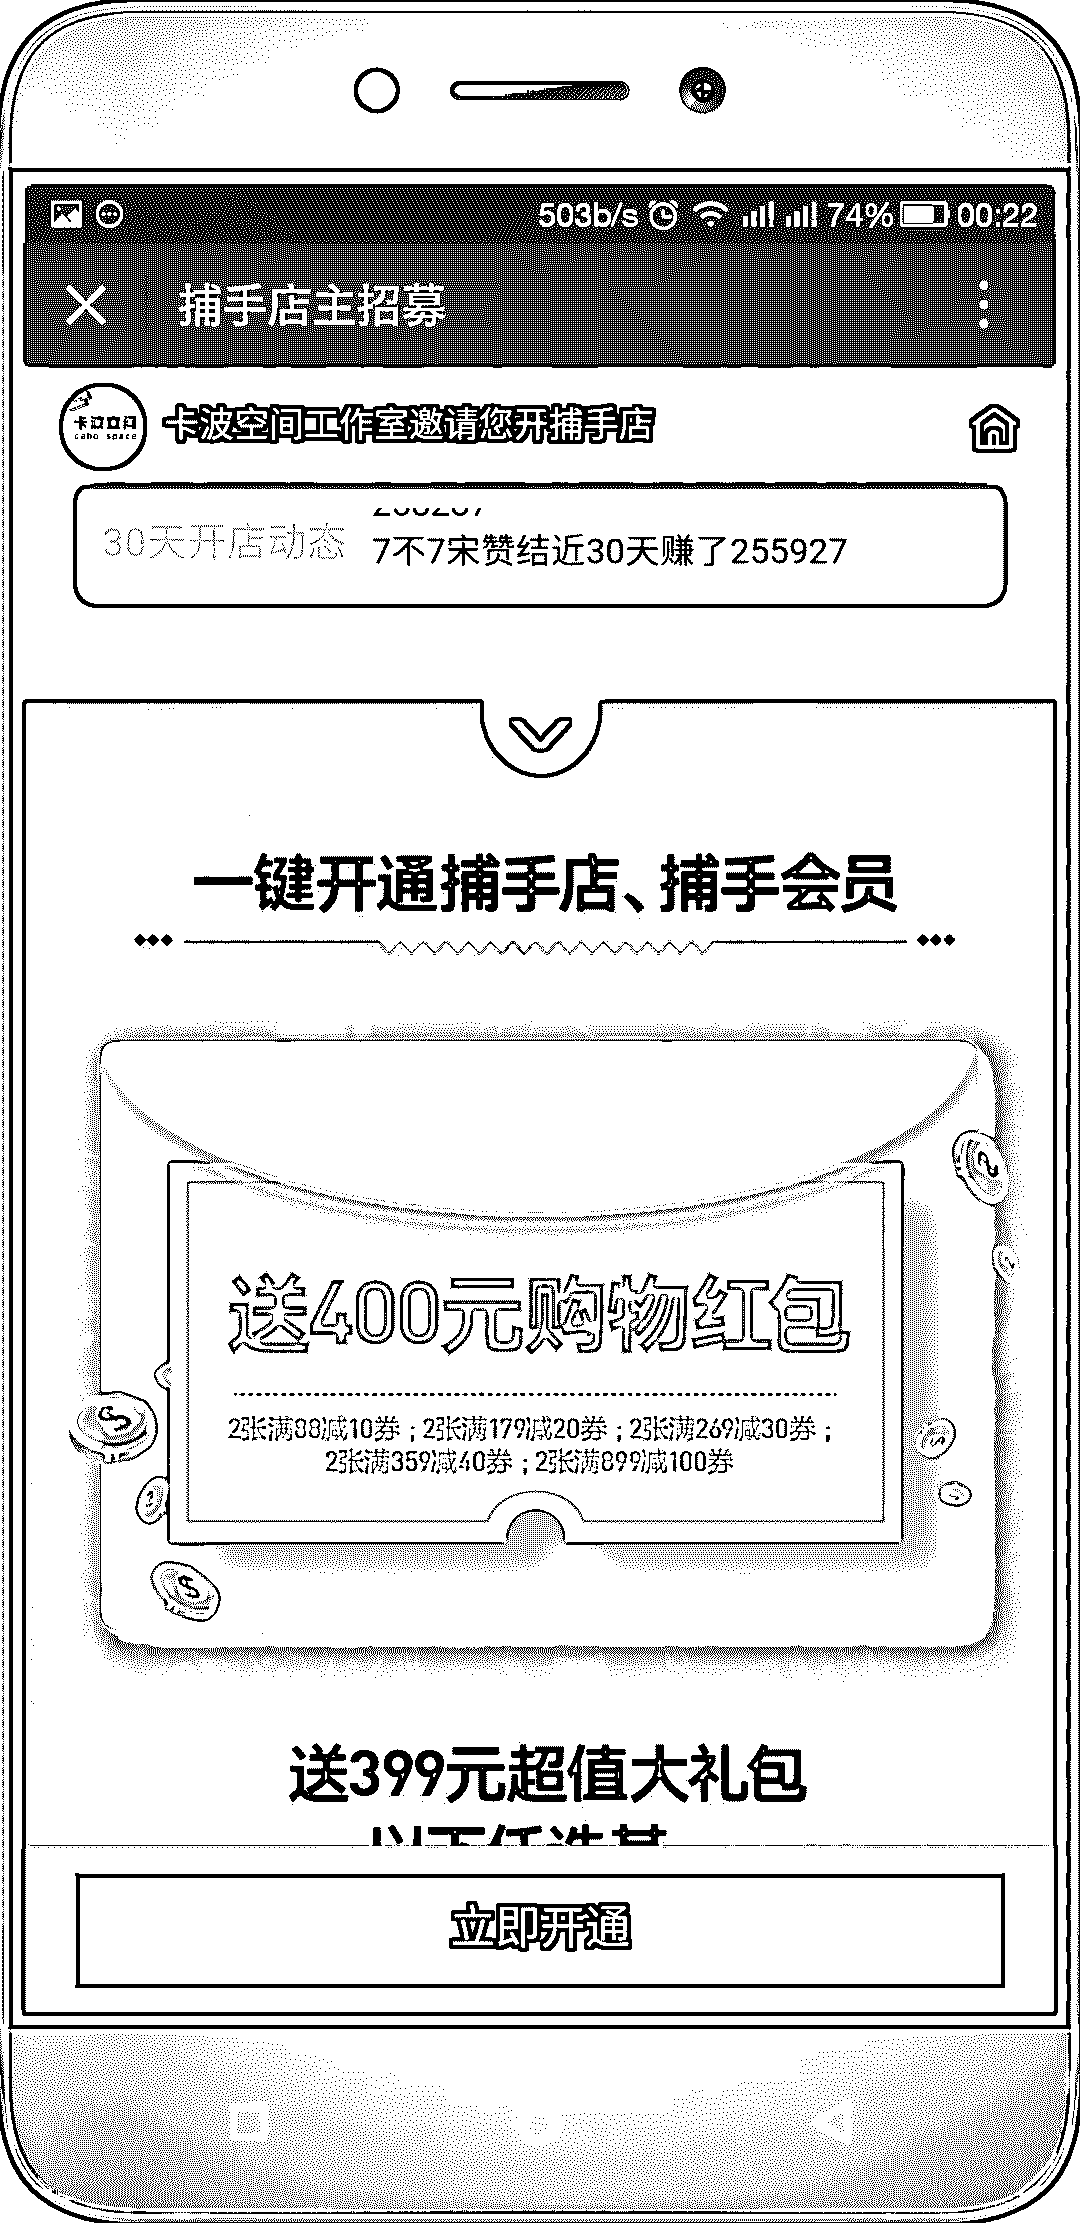 503b/s 74% 00:22
捕手店主招募
卡波空间
cabo space
卡波空间工作室邀请您开捕手店
30天开店动态
7不7宋赞结近30天赚了255927
一键开通捕手店、捕手会员
送400元购物红包
2张满88减10券；2张满179减20券；2张满269减30券；
2张满359减40券；2张满899减100券
送399元超值大礼包
以下任选其
立即开通